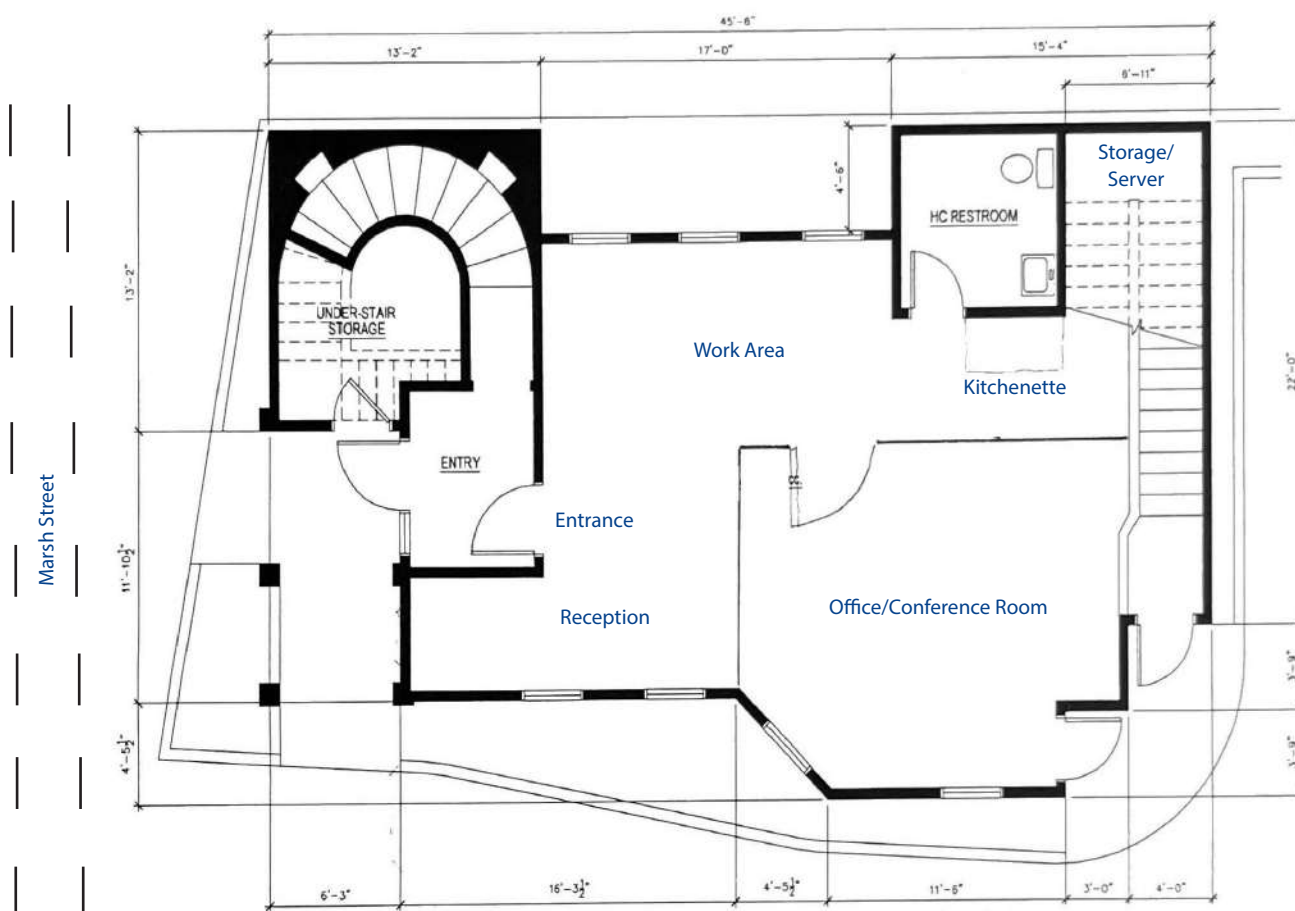 45'-6"
13'-2"
17'-0"
15'-4"
6'-11"
4'-6"
Storage/
Server
HC RESTROOM
13'-2"
UNDER-STAIR
STORAGE
Work Area
Kitchenette
22'-0"
ENTRY
Entrance
Marsh Street
11'-10½"
Reception
Office/Conference Room
3'-9"
4'-5½"
3'-9"
6'-3"
16'-3½"
4'-5½"
11'-6"
3'-0"
4'-0"